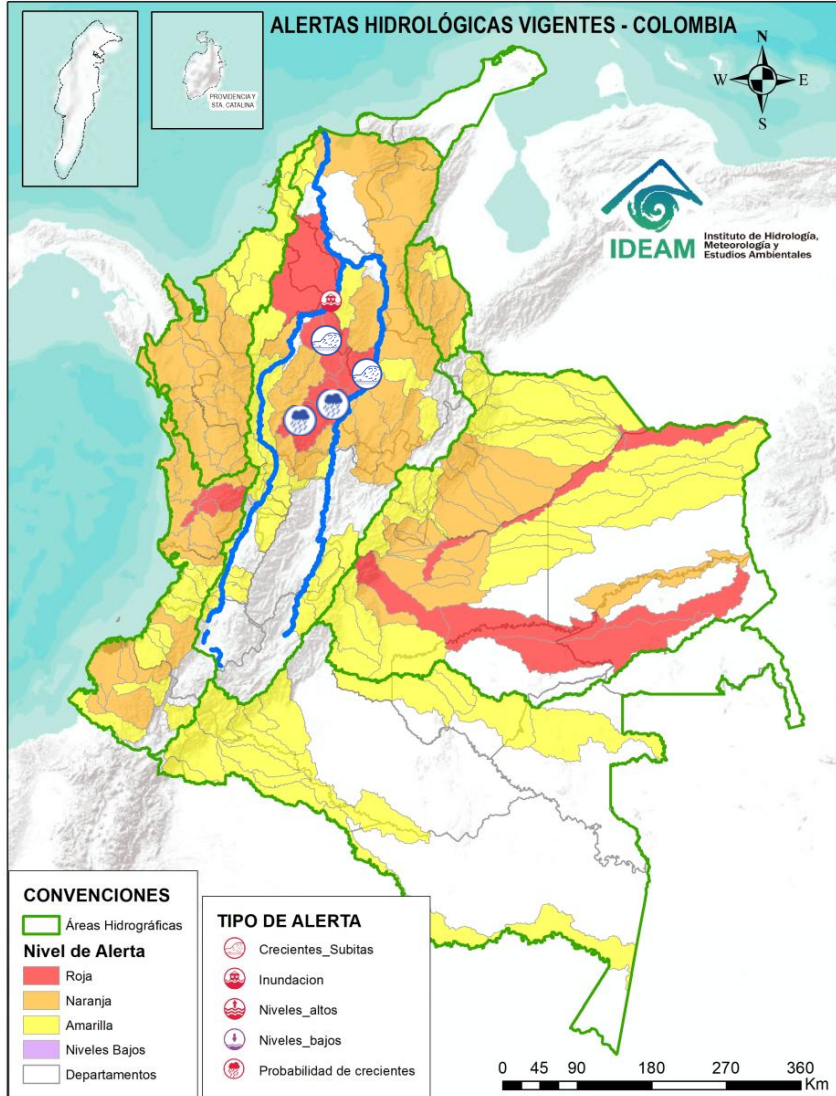 ALERTAS HIDROLÓGICAS VIGENTES - COLOMBIA
PROVIDENCIA Y
STA. CATALINA
N
W
E
S
IDEAM
Instituto de Hidrología,
Meteorología y
Estudios Ambientales
CONVENCIONES
Áreas Hidrográficas
Nivel de Alerta
Roja
Naranja
Amarilla
Niveles Bajos
Departamentos
TIPO DE ALERTA
Crecientes_Subitas
Inundacion
Niveles_altos
Niveles_bajos
Probabilidad de crecientes
0 45 90 180 270 360
Km